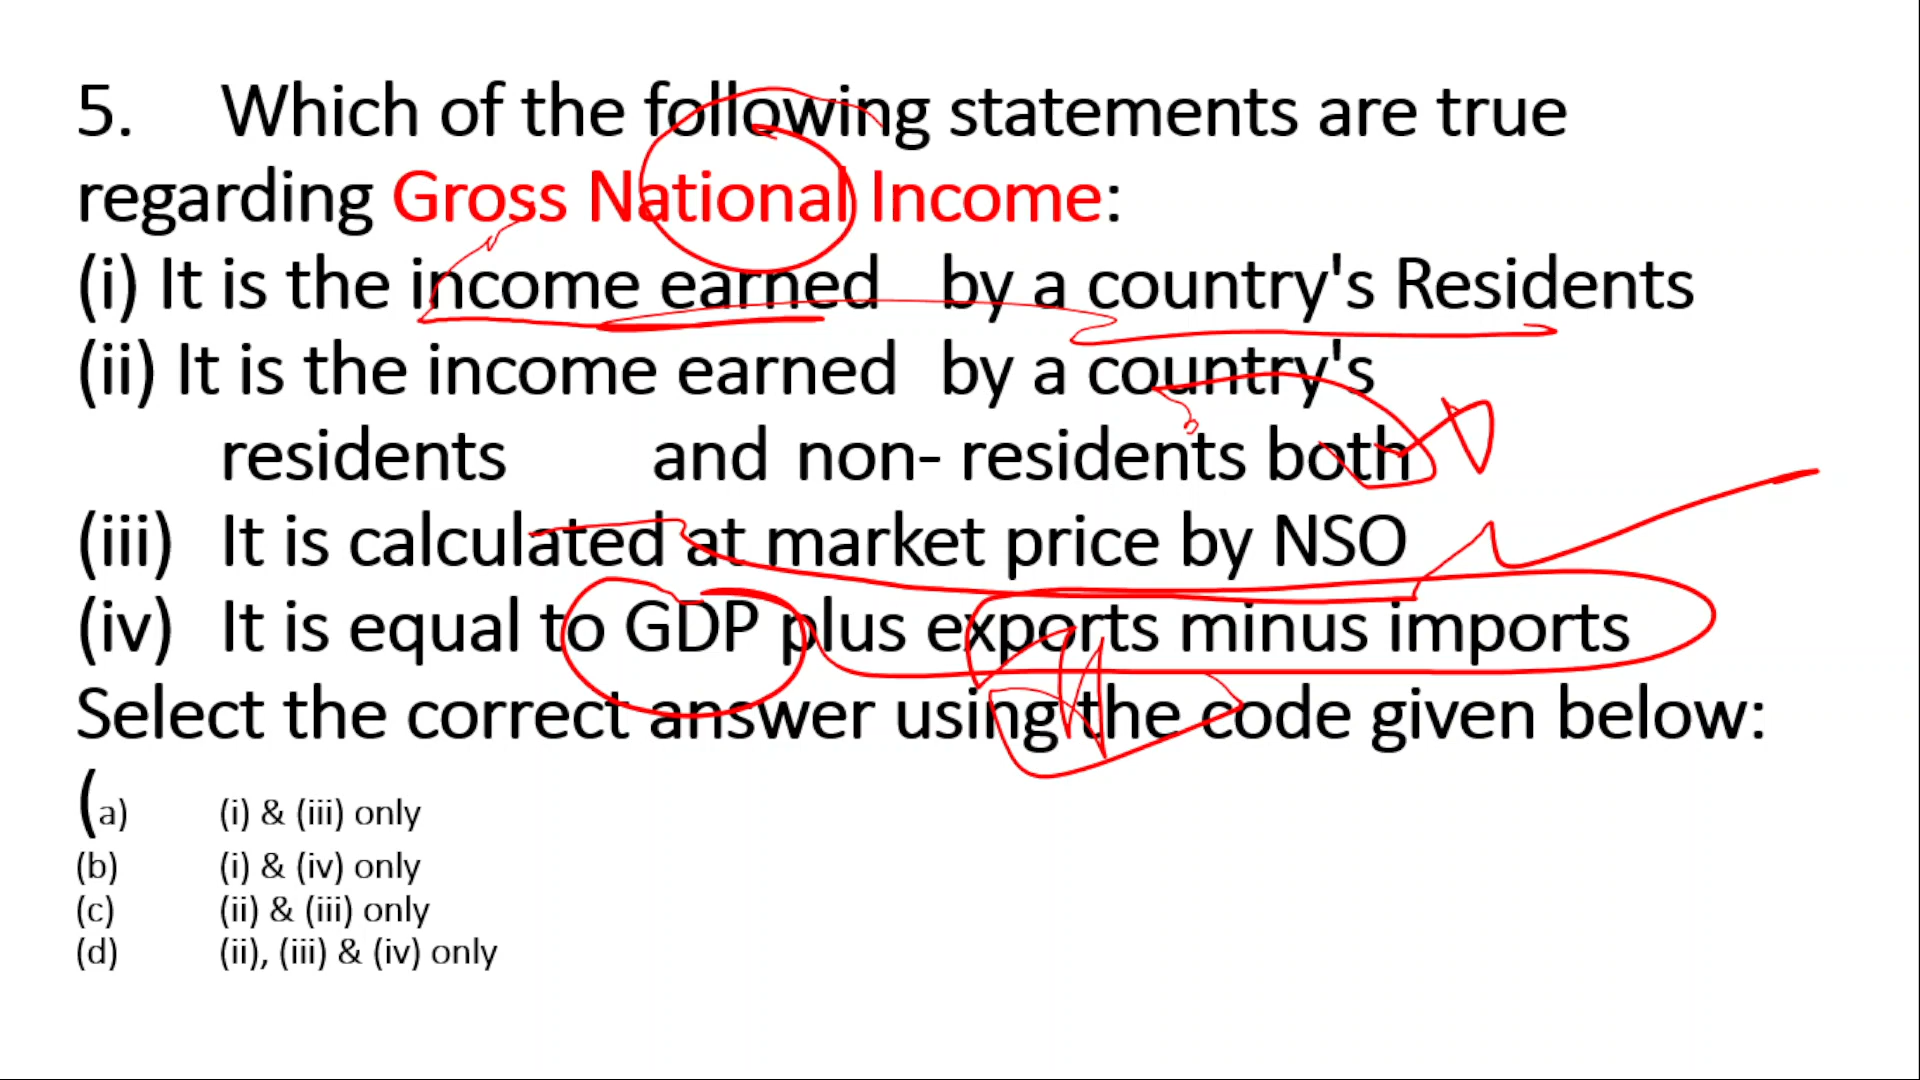 5. Which of the following statements are true
regarding Gross National Income:
(i) It is the income earned by a country's Residents
(ii) It is the income earned by a country's
residents and non- residents both
(iii) It is calculated at market price by NSO
(iv) It is equal to GDP plus exports minus imports
Select the correct answer using the code given below:
(a) (i) & (iii) only
(b) (i) & (iv) only
(c) (ii) & (iii) only
(d) (ii), (iii) & (iv) only